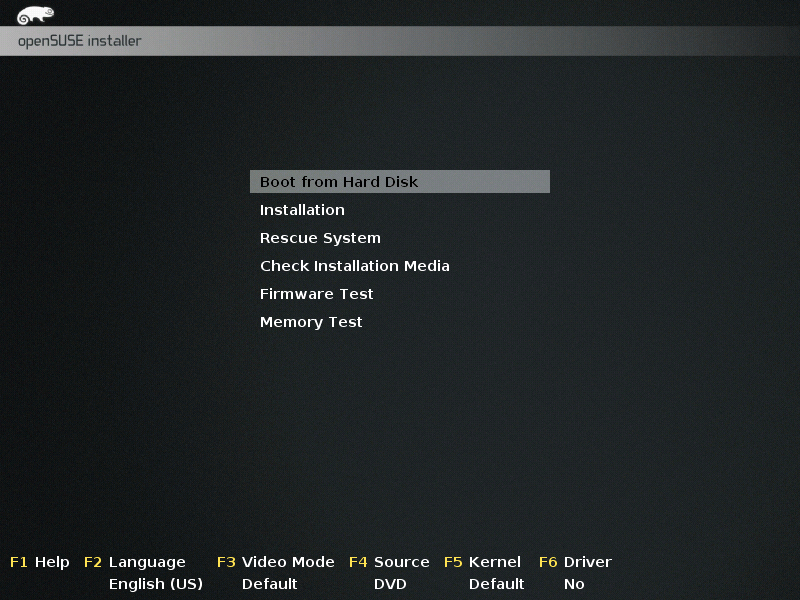 openSUSE installer
Boot from Hard Disk
Installation
Rescue System
Check Installation Media
Firmware Test
Memory Test
F1 Help F2 Language F3 Video Mode F4 Source F5 Kernel F6 Driver
English (US) Default DVD Default No